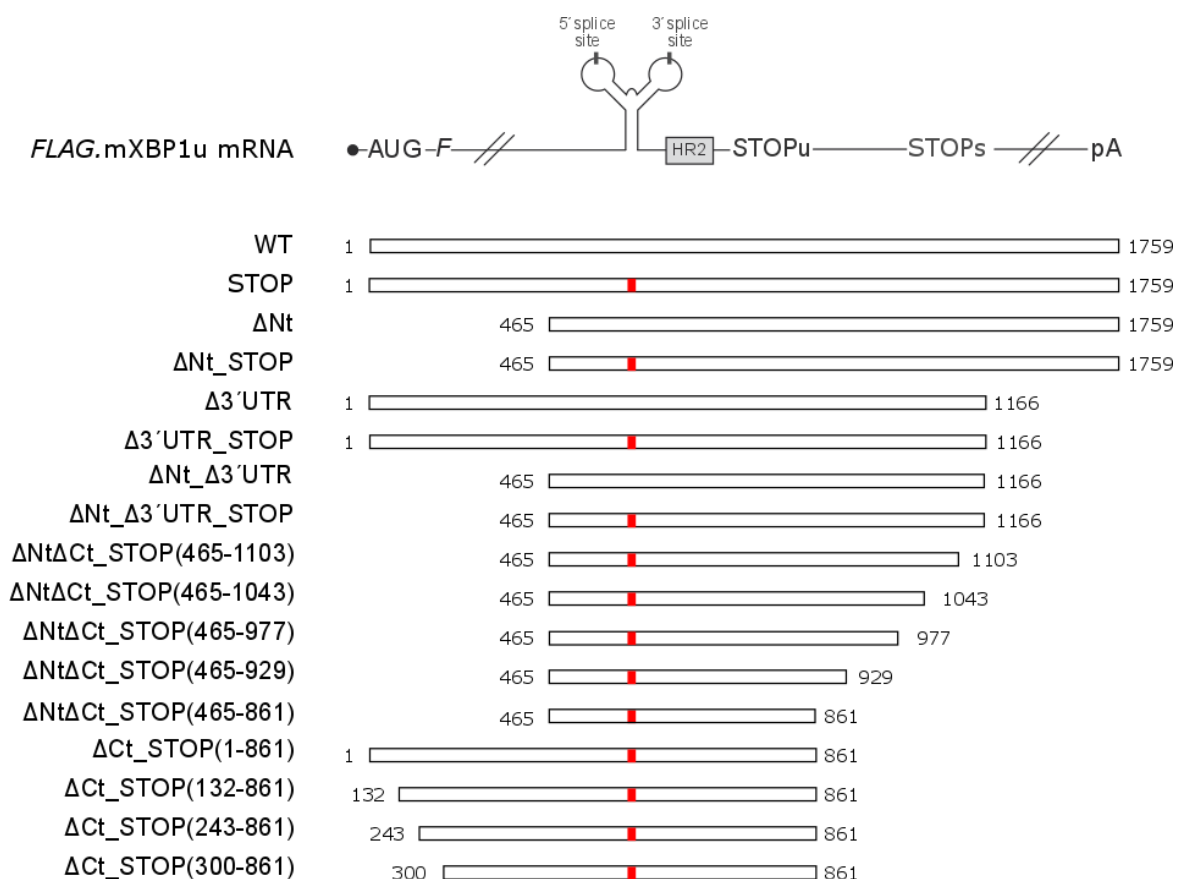 5´splice site 3´splice site
FLAG.mXBP1u mRNA AUG F HR2 STOPu STOPs pA
WT 1 1759
STOP 1 1759
ΔNt 465 1759
ΔNt_STOP 465 1759
Δ3´UTR 1 1166
Δ3´UTR_STOP 1 1166
ΔNt_Δ3´UTR 465 1166
ΔNt_Δ3´UTR_STOP 465 1166
ΔNtΔCt_STOP(465-1103) 465 1103
ΔNtΔCt_STOP(465-1043) 465 1043
ΔNtΔCt_STOP(465-977) 465 977
ΔNtΔCt_STOP(465-929) 465 929
ΔNtΔCt_STOP(465-861) 465 861
ΔCt_STOP(1-861) 1 861
ΔCt_STOP(132-861) 132 861
ΔCt_STOP(243-861) 243 861
ΔCt_STOP(300-861) 300 861